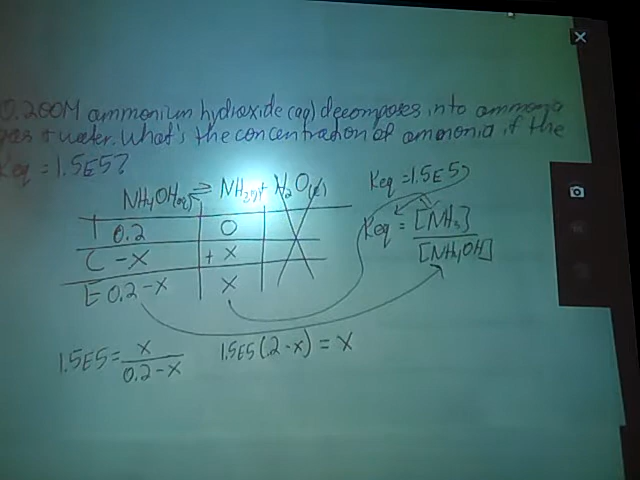 0.200M ammonium hydroxide (aq) decomposes into ammonia
gas + water. What's the concentration of ammonia if the
Keq = 1.5E5?
NH4OH(aq) ⇌ NH3(g) + H2O(l)
Keq = 1.5E5?
I 0.2 0
Keq = [NH3] / [NH4OH]
C -x + x
E 0.2-x x
1.5E5 = x / 0.2-x
1.5E5(.2-x) = x